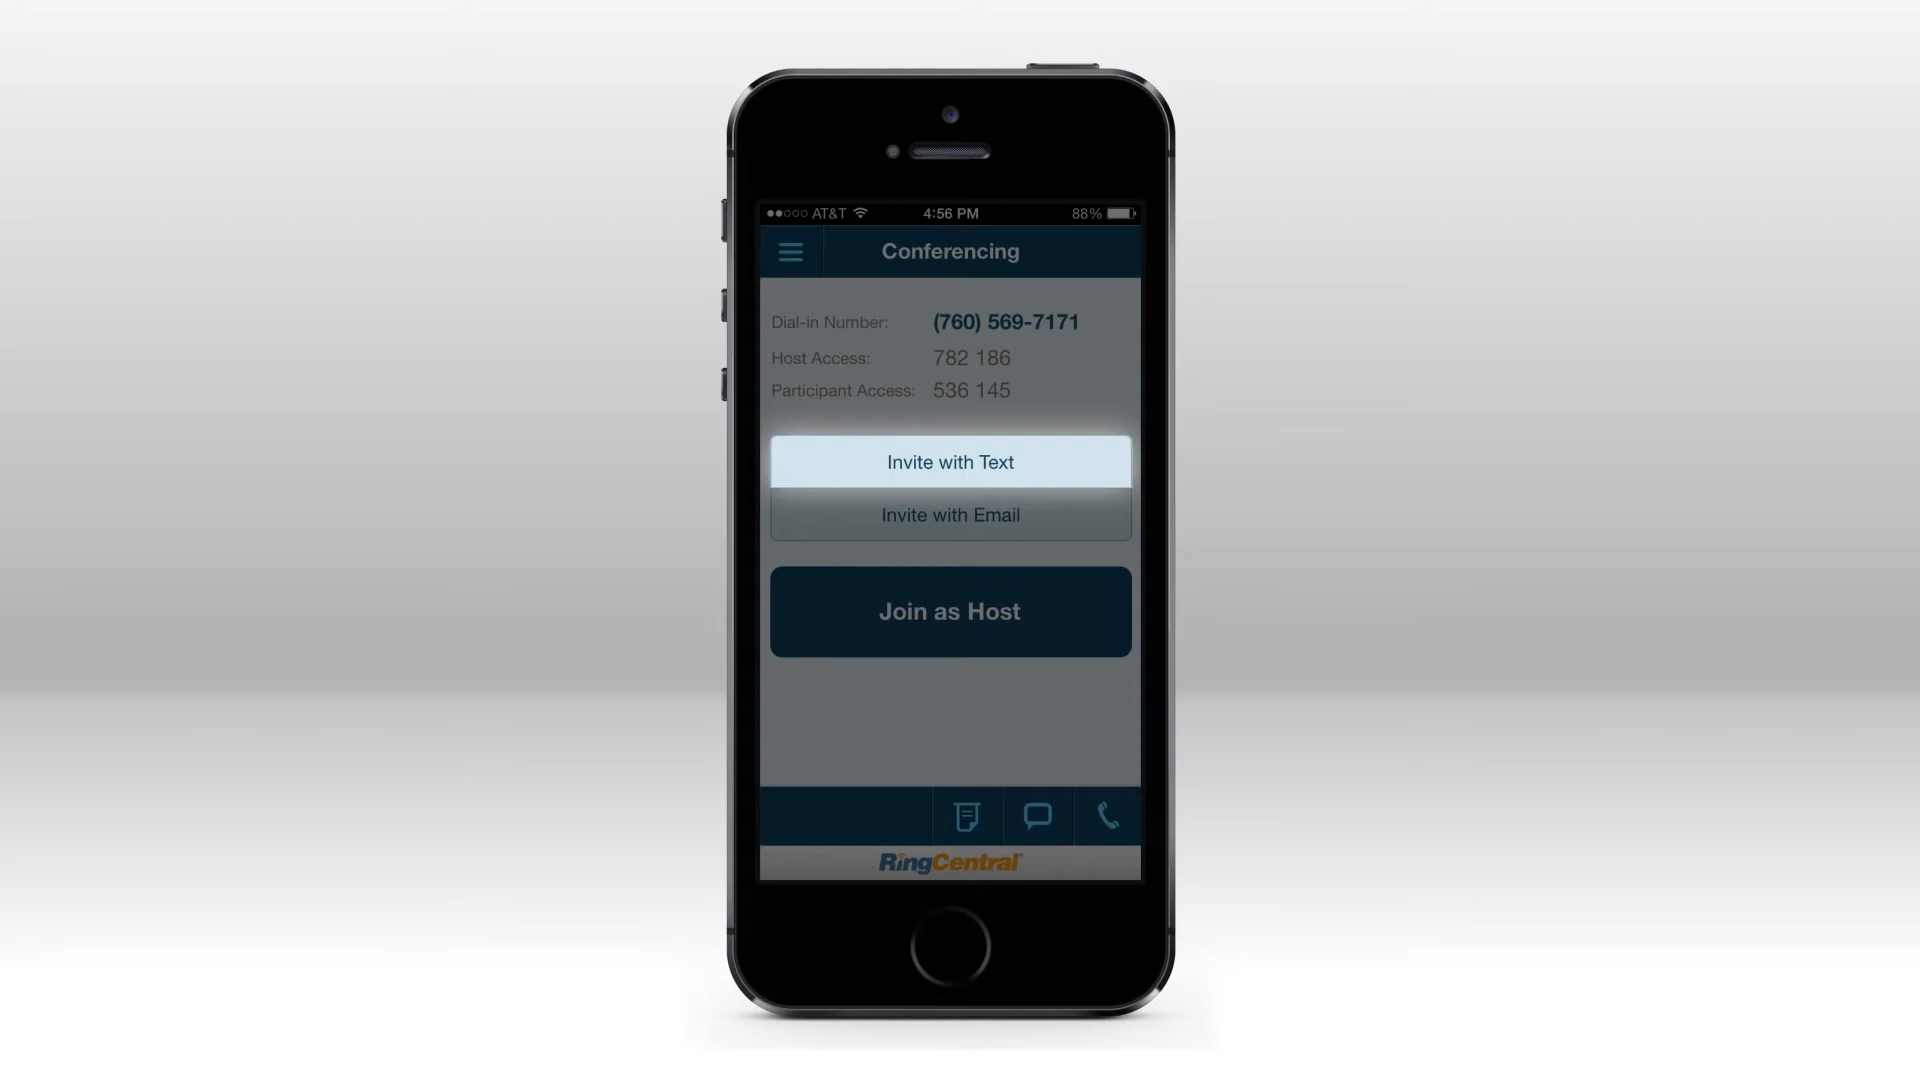 AT&T 4:56 PM 88%
Conferencing
Dial-in Number: (760) 569-7171
Host Access: 782 186
Participant Access: 536 145
Invite with Text
Invite with Email
Join as Host
RingCentral